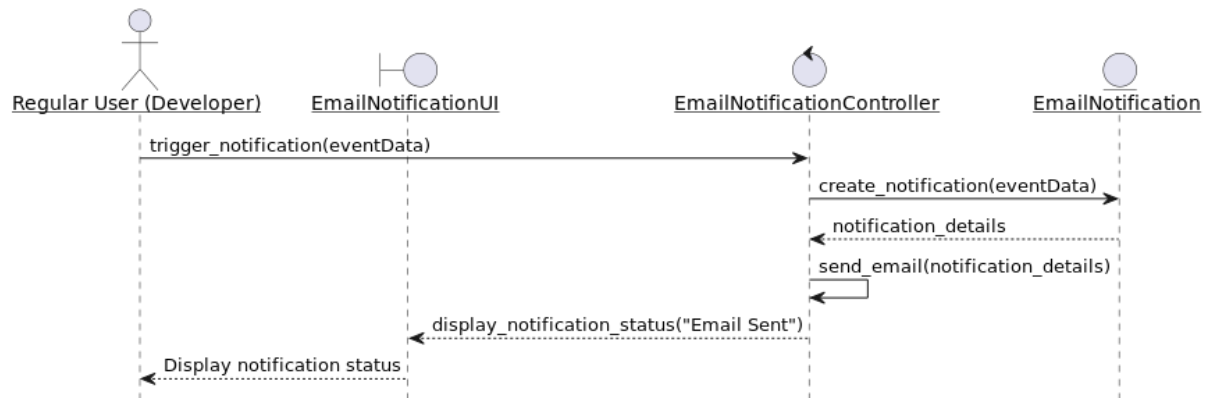 Regular User (Developer)
EmailNotificationUI
EmailNotificationController
EmailNotification
trigger_notification(eventData)
create_notification(eventData)
notification_details
send_email(notification_details)
display_notification_status("Email Sent")
Display notification status